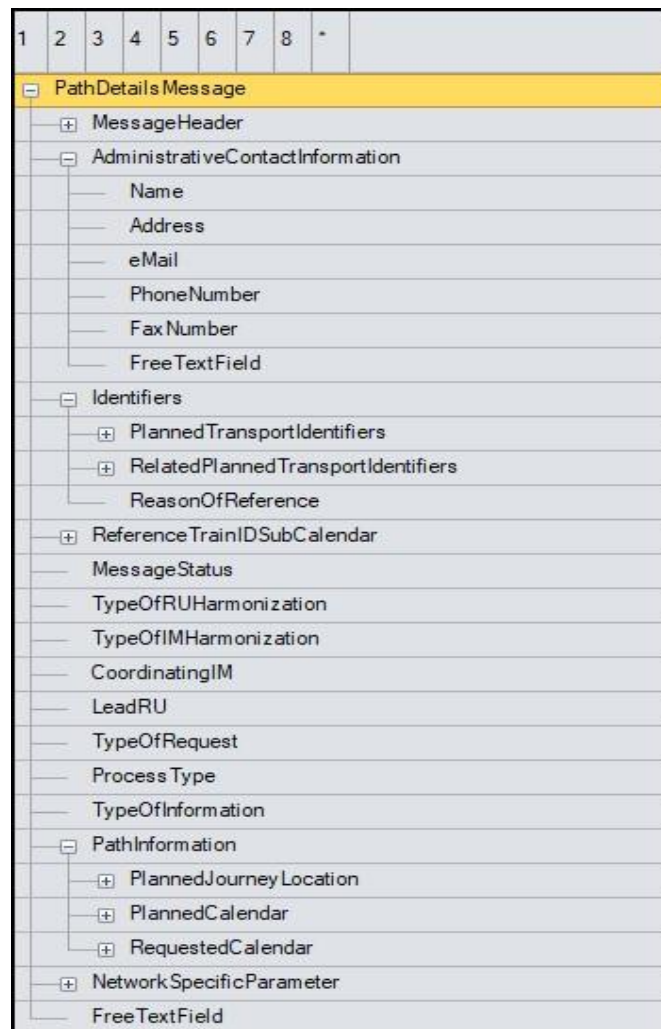 1 2 3 4 5 6 7 8 *
PathDetailsMessage
MessageHeader
AdministrativeContactInformation
Name
Address
eMail
PhoneNumber
FaxNumber
FreeTextField
Identifiers
PlannedTransportIdentifiers
RelatedPlannedTransportIdentifiers
ReasonOfReference
ReferenceTrainIDSubCalendar
MessageStatus
TypeOfRUHarmonization
TypeOfIMHarmonization
CoordinatingIM
LeadRU
TypeOfRequest
ProcessType
TypeOfInformation
PathInformation
PlannedJourneyLocation
PlannedCalendar
RequestedCalendar
NetworkSpecificParameter
FreeTextField